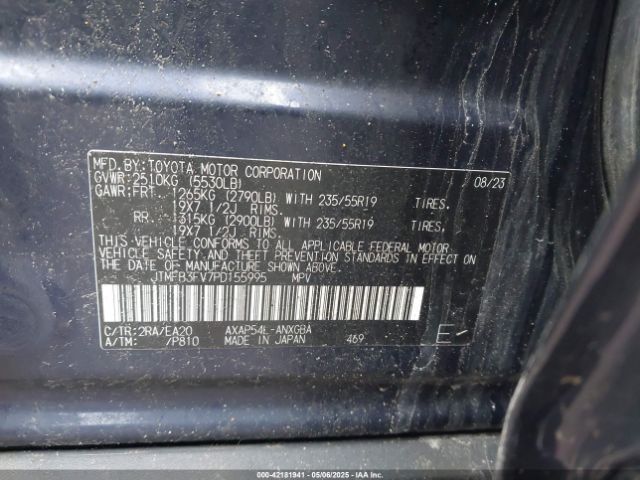 MFD. BY: TOYOTA MOTOR CORPORATION 08/23
GVWR: 2510KG (5530LB)
GAWR: FRT 1265KG (2790LB) WITH 235/55R19 TIRES.
19X7 1/2J RIMS.
RR 1315KG (2900LB) WITH 235/55R19 TIRES.
19X7 1/2J RIMS.
THIS VEHICLE CONFORMS TO ALL APPLICABLE FEDERAL MOTOR
VEHICLE SAFETY, BUMPER, AND THEFT PREVENTION STANDARDS IN EFFECT
ON THE DATE OF MANUFACTURE SHOWN ABOVE.
JTMFB3FV7PD155995 MPV
C/TR: 2RA/EA20 AXAP54L-ANXGBA
A/TM: /P810 MADE IN JAPAN 469 E
000-42181941 - 05/06/2025 - IAA